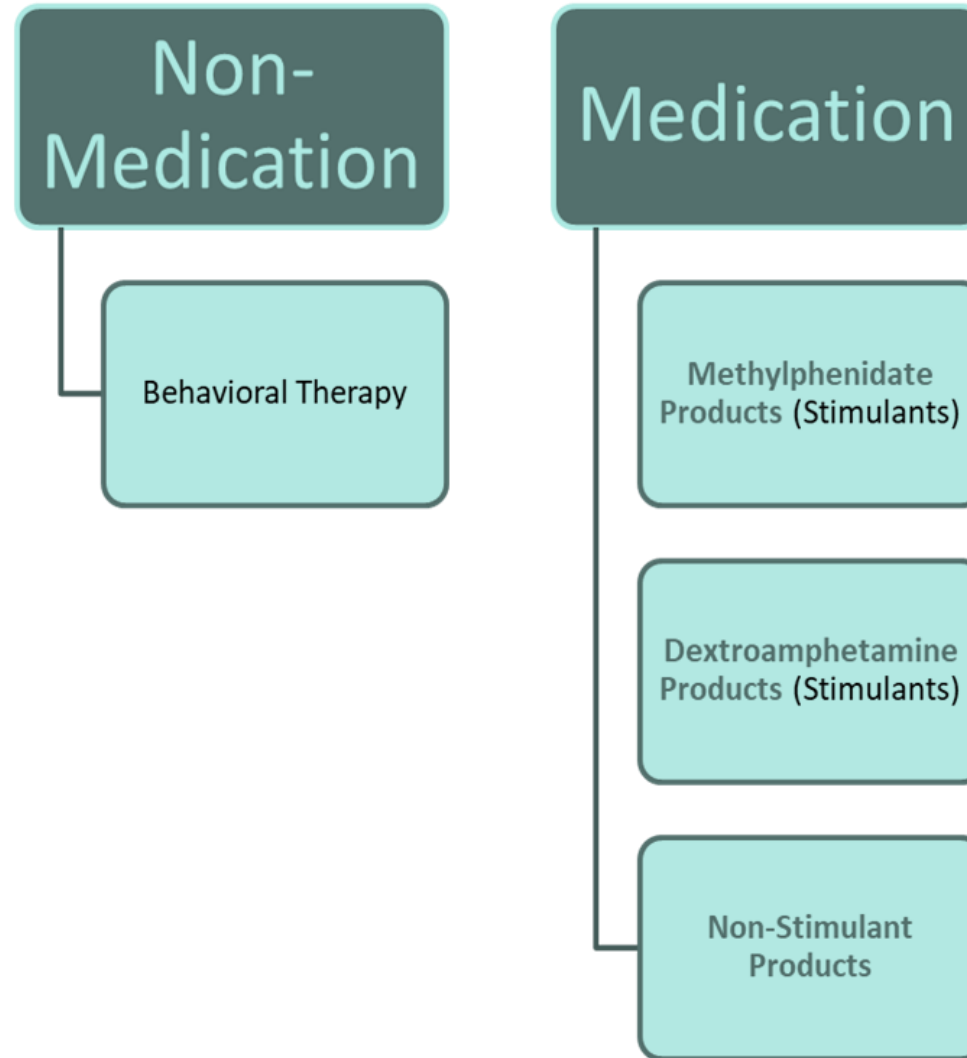 Non-
Medication
Behavioral Therapy
Medication
Methylphenidate
Products (Stimulants)
Dextroamphetamine
Products (Stimulants)
Non-Stimulant
Products